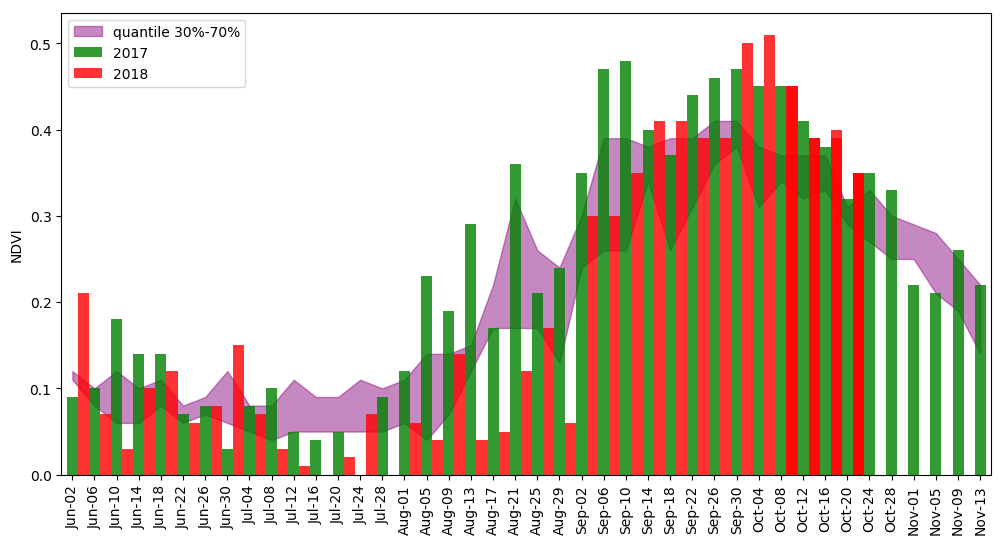 quantile 30%-70%
2017
2018
NDVI
0.5
0.4
0.3
0.2
0.1
0.0
Jun-02
Jun-06
Jun-10
Jun-14
Jun-18
Jun-22
Jun-26
Jun-30
Jul-04
Jul-08
Jul-12
Jul-16
Jul-20
Jul-24
Jul-28
Aug-01
Aug-05
Aug-09
Aug-13
Aug-17
Aug-21
Aug-25
Aug-29
Sep-02
Sep-06
Sep-10
Sep-14
Sep-18
Sep-22
Sep-26
Sep-30
Oct-04
Oct-08
Oct-12
Oct-16
Oct-20
Oct-24
Oct-28
Nov-01
Nov-05
Nov-09
Nov-13